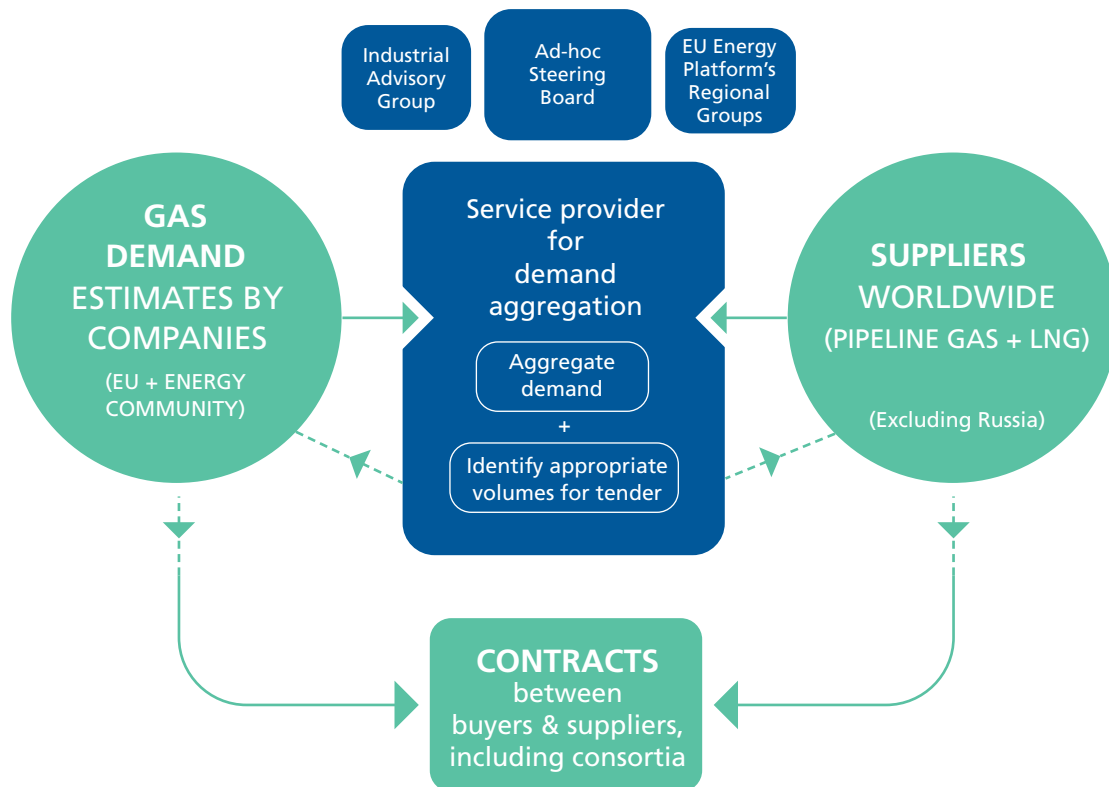 Industrial
Advisory
Group
Ad-hoc
Steering
Board
EU Energy
Platform's
Regional
Groups
GAS
DEMAND
ESTIMATES BY
COMPANIES
(EU + ENERGY
COMMUNITY)
Service provider
for
demand
aggregation
Aggregate
demand
+
Identify appropriate
volumes for tender
SUPPLIERS
WORLDWIDE
(PIPELINE GAS + LNG)
(Excluding Russia)
CONTRACTS
between
buyers & suppliers,
including consortia